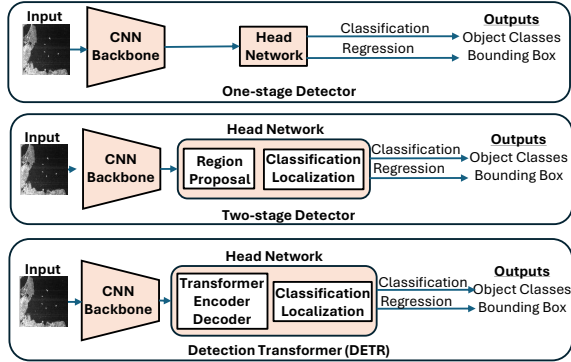 Input
CNN
Backbone
Head
Network
Classification
Regression
Outputs
Object Classes
Bounding Box
One-stage Detector
Input
CNN
Backbone
Head Network
Region
Proposal
Classification
Localization
Classification
Regression
Outputs
Object Classes
Bounding Box
Two-stage Detector
Input
CNN
Backbone
Head Network
Transformer
Encoder
Decoder
Classification
Localization
Classification
Regression
Outputs
Object Classes
Bounding Box
Detection Transformer (DETR)